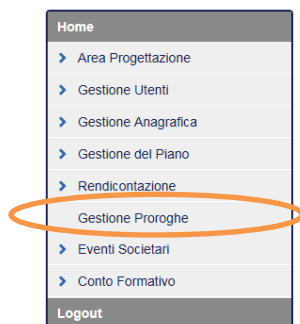 Home
Area Progettazione
Gestione Utenti
Gestione Anagrafica
Gestione del Piano
Rendicontazione
Gestione Proroghe
Eventi Societari
Conto Formativo
Logout